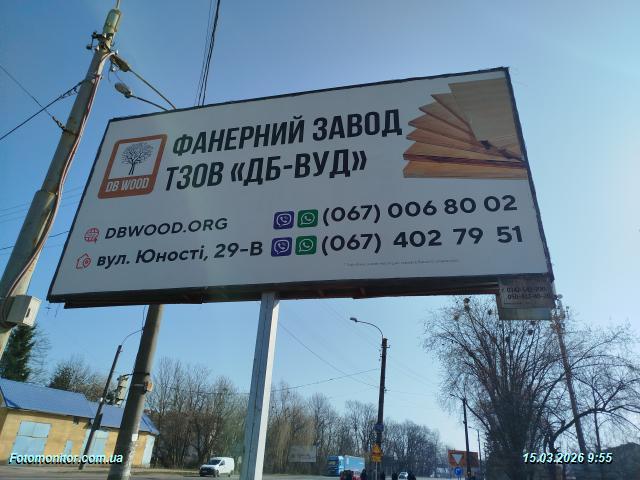 ФАНЕРНИЙ ЗАВОД
ТЗОВ «ДБ-ВУД»
DB WOOD
DBWOOD.ORG
(067) 006 80 02
вул. Юності, 29-В
(067) 402 79 51
Fotomonitor.com.ua
15.03.2026 9:55